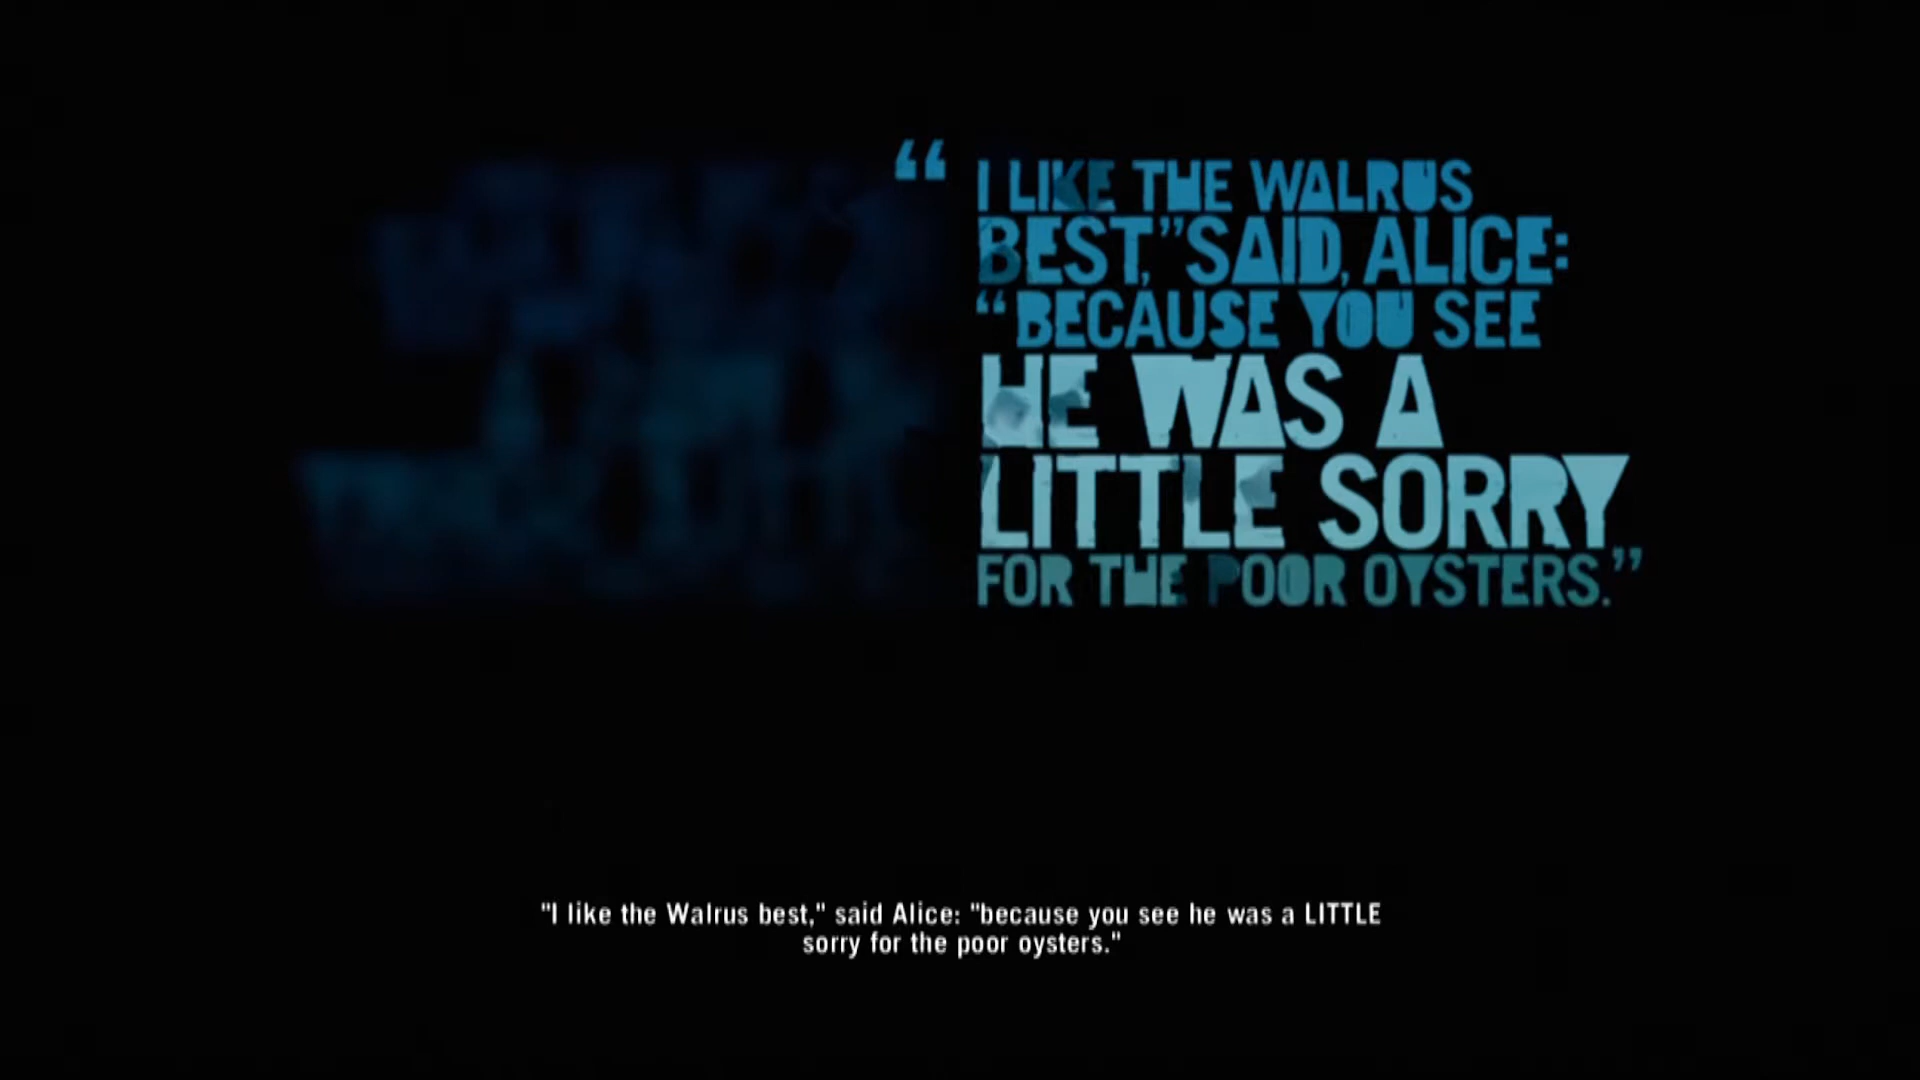 “ I LIKE THE WALRUS
BEST,” SAID, ALICE:
“BECAUSE YOU SEE
HE WAS A
LITTLE SORRY
FOR THE POOR OYSTERS.”
"I like the Walrus best," said Alice: "because you see he was a LITTLE
sorry for the poor oysters."